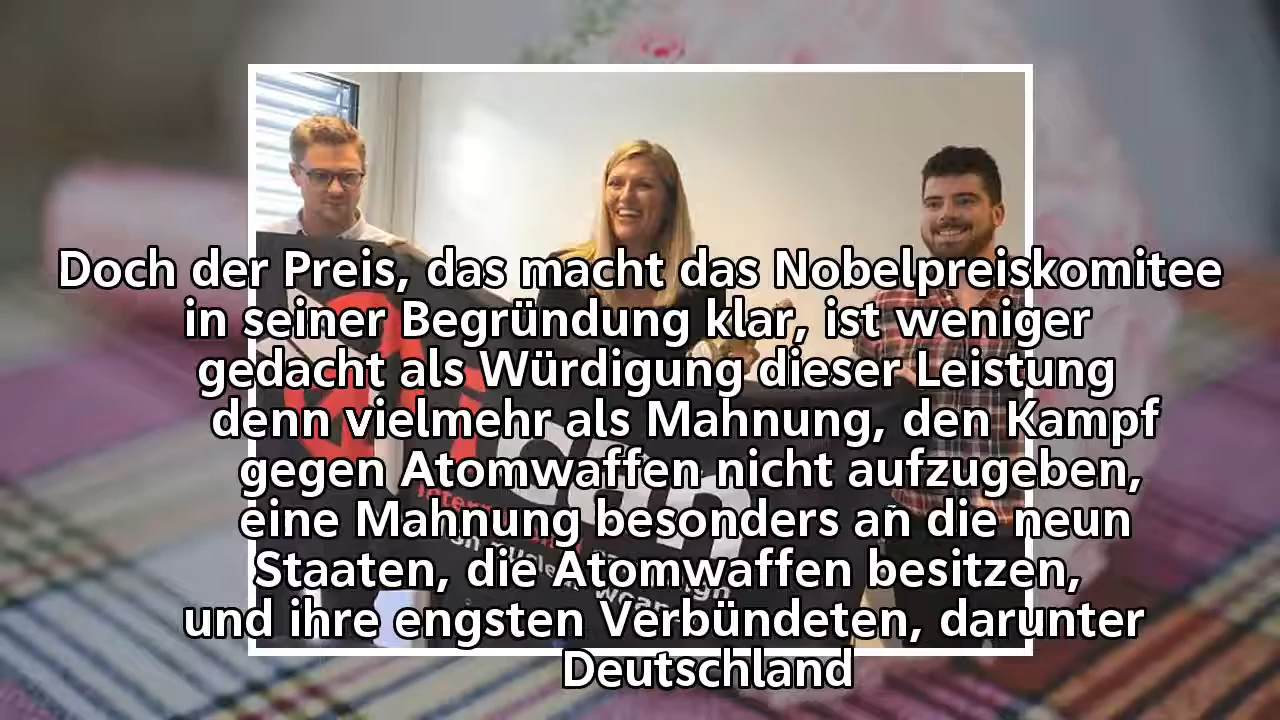 Doch der Preis, das macht das Nobelpreiskomitee
in seiner Begründung klar, ist weniger
gedacht als Würdigung dieser Leistung
denn vielmehr als Mahnung, den Kampf
gegen Atomwaffen nicht aufzugeben,
eine Mahnung besonders an die neun
Staaten, die Atomwaffen besitzen,
und ihre engsten Verbündeten, darunter
Deutschland
ican